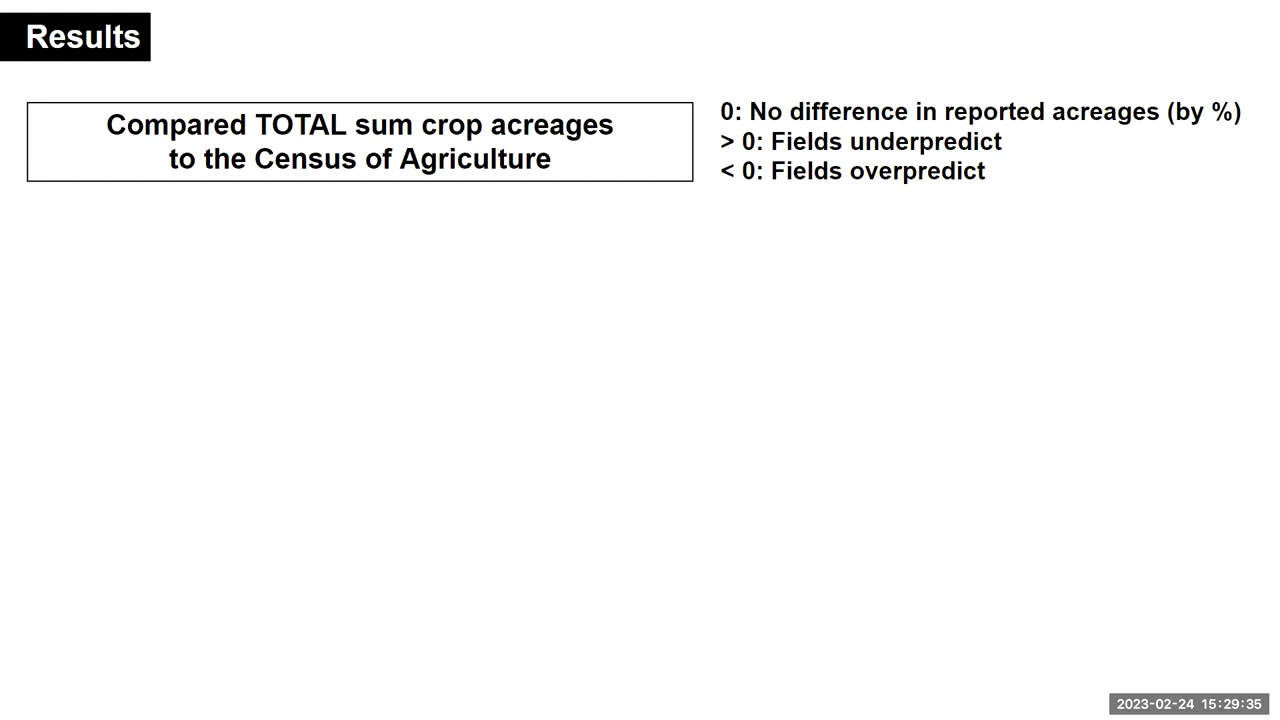 Results
Compared TOTAL sum crop acreages
to the Census of Agriculture
0: No difference in reported acreages (by %)
> 0: Fields underpredict
< 0: Fields overpredict
2023-02-24 15:29:35